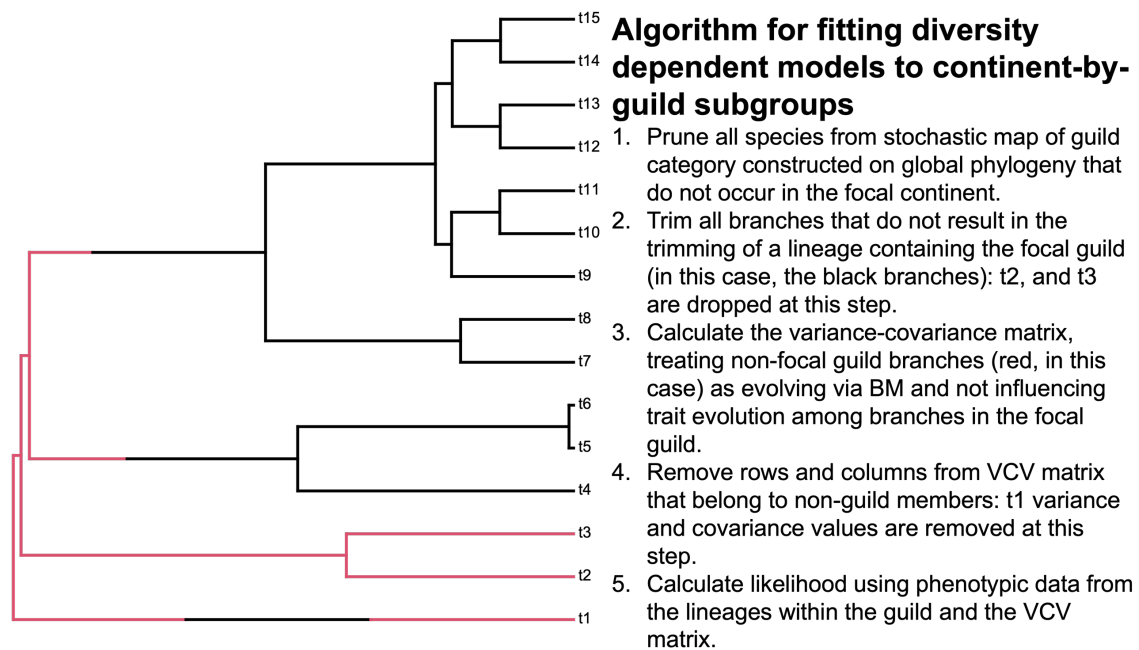 t15
t14
t13
t12
t11
t10
t9
t8
t7
t6
t5
t4
t3
t2
t1
Algorithm for fitting diversity
dependent models to continent-by-
guild subgroups
1. Prune all species from stochastic map of guild
category constructed on global phylogeny that
do not occur in the focal continent.
2. Trim all branches that do not result in the
trimming of a lineage containing the focal guild
(in this case, the black branches): t2, and t3
are dropped at this step.
3. Calculate the variance-covariance matrix,
treating non-focal guild branches (red, in this
case) as evolving via BM and not influencing
trait evolution among branches in the focal
guild.
4. Remove rows and columns from VCV matrix
that belong to non-guild members: t1 variance
and covariance values are removed at this
step.
5. Calculate likelihood using phenotypic data from
the lineages within the guild and the VCV
matrix.